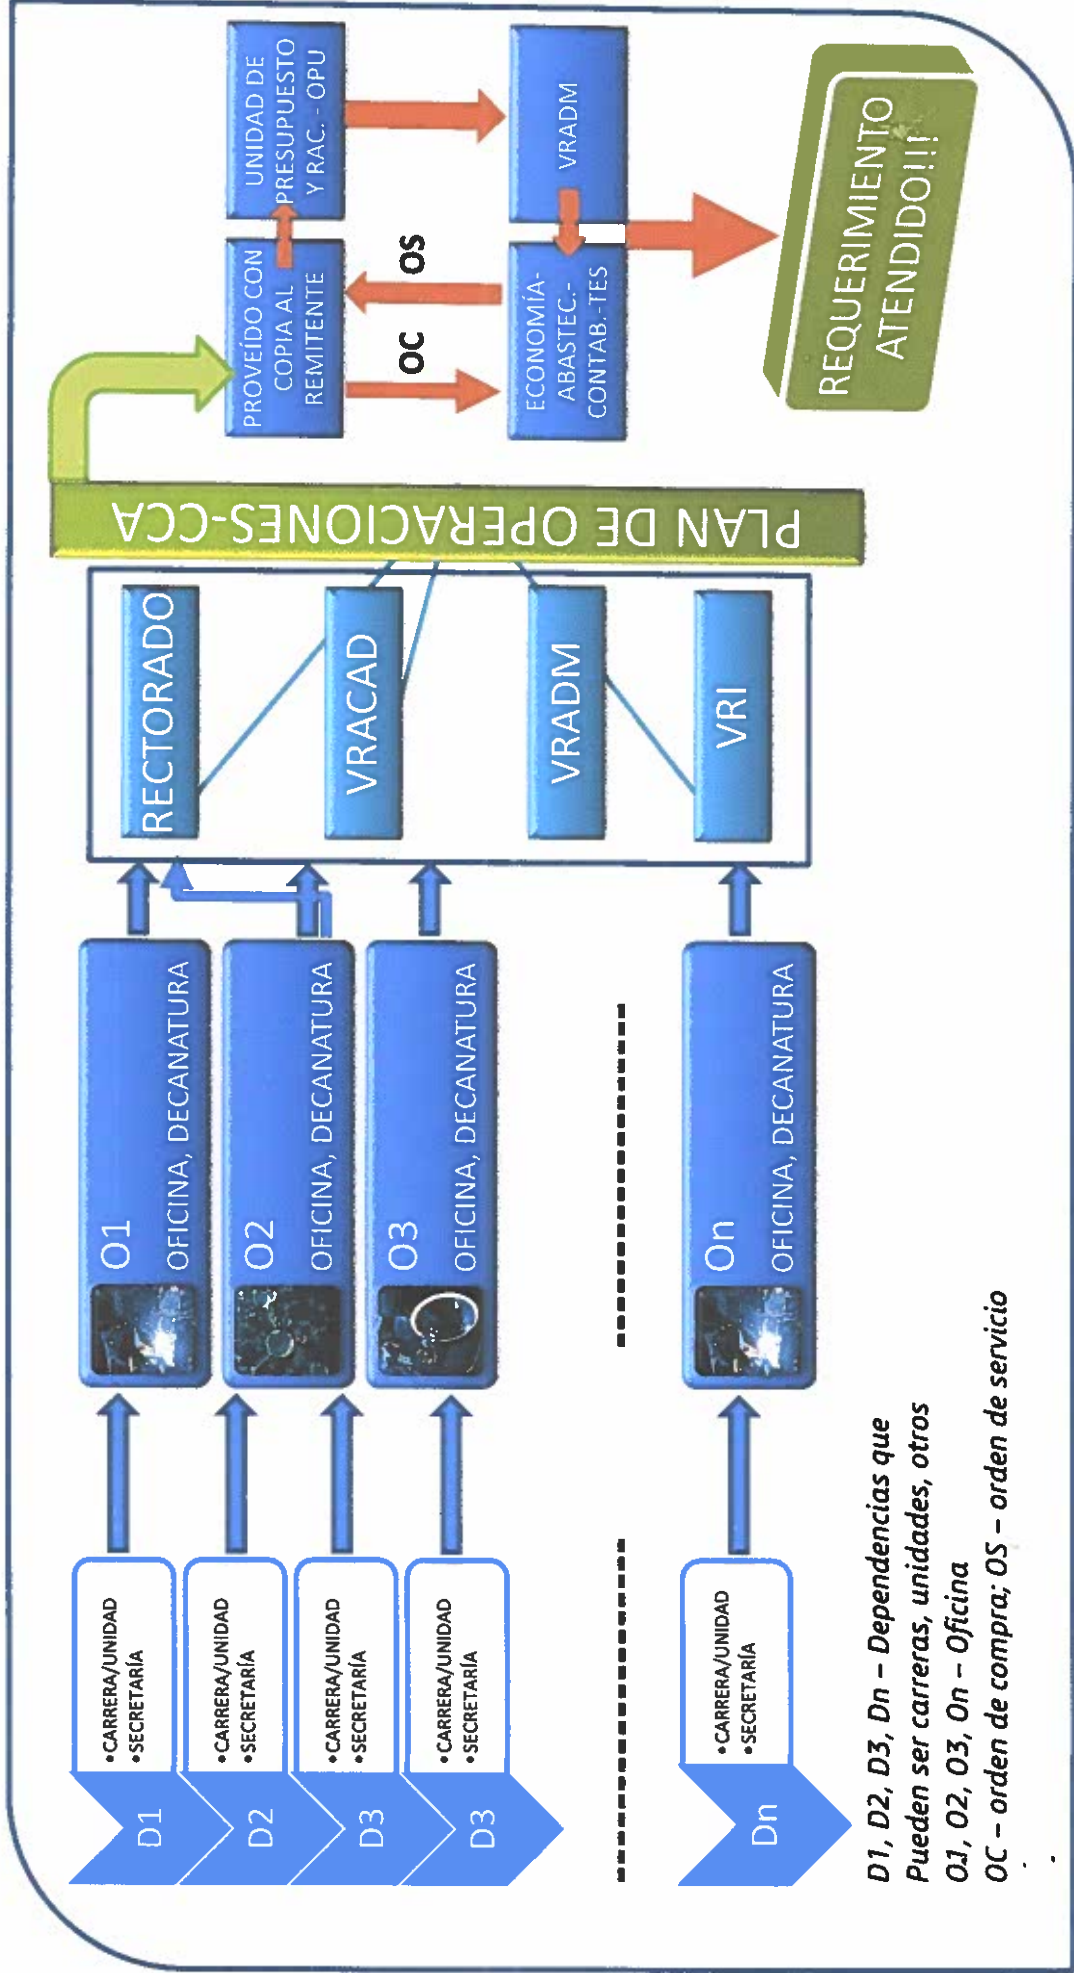 D1
•CARRERA/UNIDAD
•SECRETARÍA
D2
•CARRERA/UNIDAD
•SECRETARÍA
D3
•CARRERA/UNIDAD
•SECRETARÍA
D3
•CARRERA/UNIDAD
•SECRETARÍA
Dn
•CARRERA/UNIDAD
•SECRETARÍA
O1
OFICINA, DECANATURA
O2
OFICINA, DECANATURA
O3
OFICINA, DECANATURA
On
OFICINA, DECANATURA
RECTORADO
VRACAD
VRADM
VRI
PLAN DE OPERACIONES-CCA
PROVEÍDO CON
COPIA AL
REMITENTE
UNIDAD DE
PRESUPUESTO
Y RAC. - OPU
OC
OS
ECONOMÍA-
ABASTEC.-
CONTAB.-TES
VRADM
REQUERIMIENTO
ATENDIDO!!!
D1, D2, D3, Dn – Dependencias que
Pueden ser carreras, unidades, otros
O1, O2, O3, On – Oficina
OC – orden de compra; OS – orden de servicio